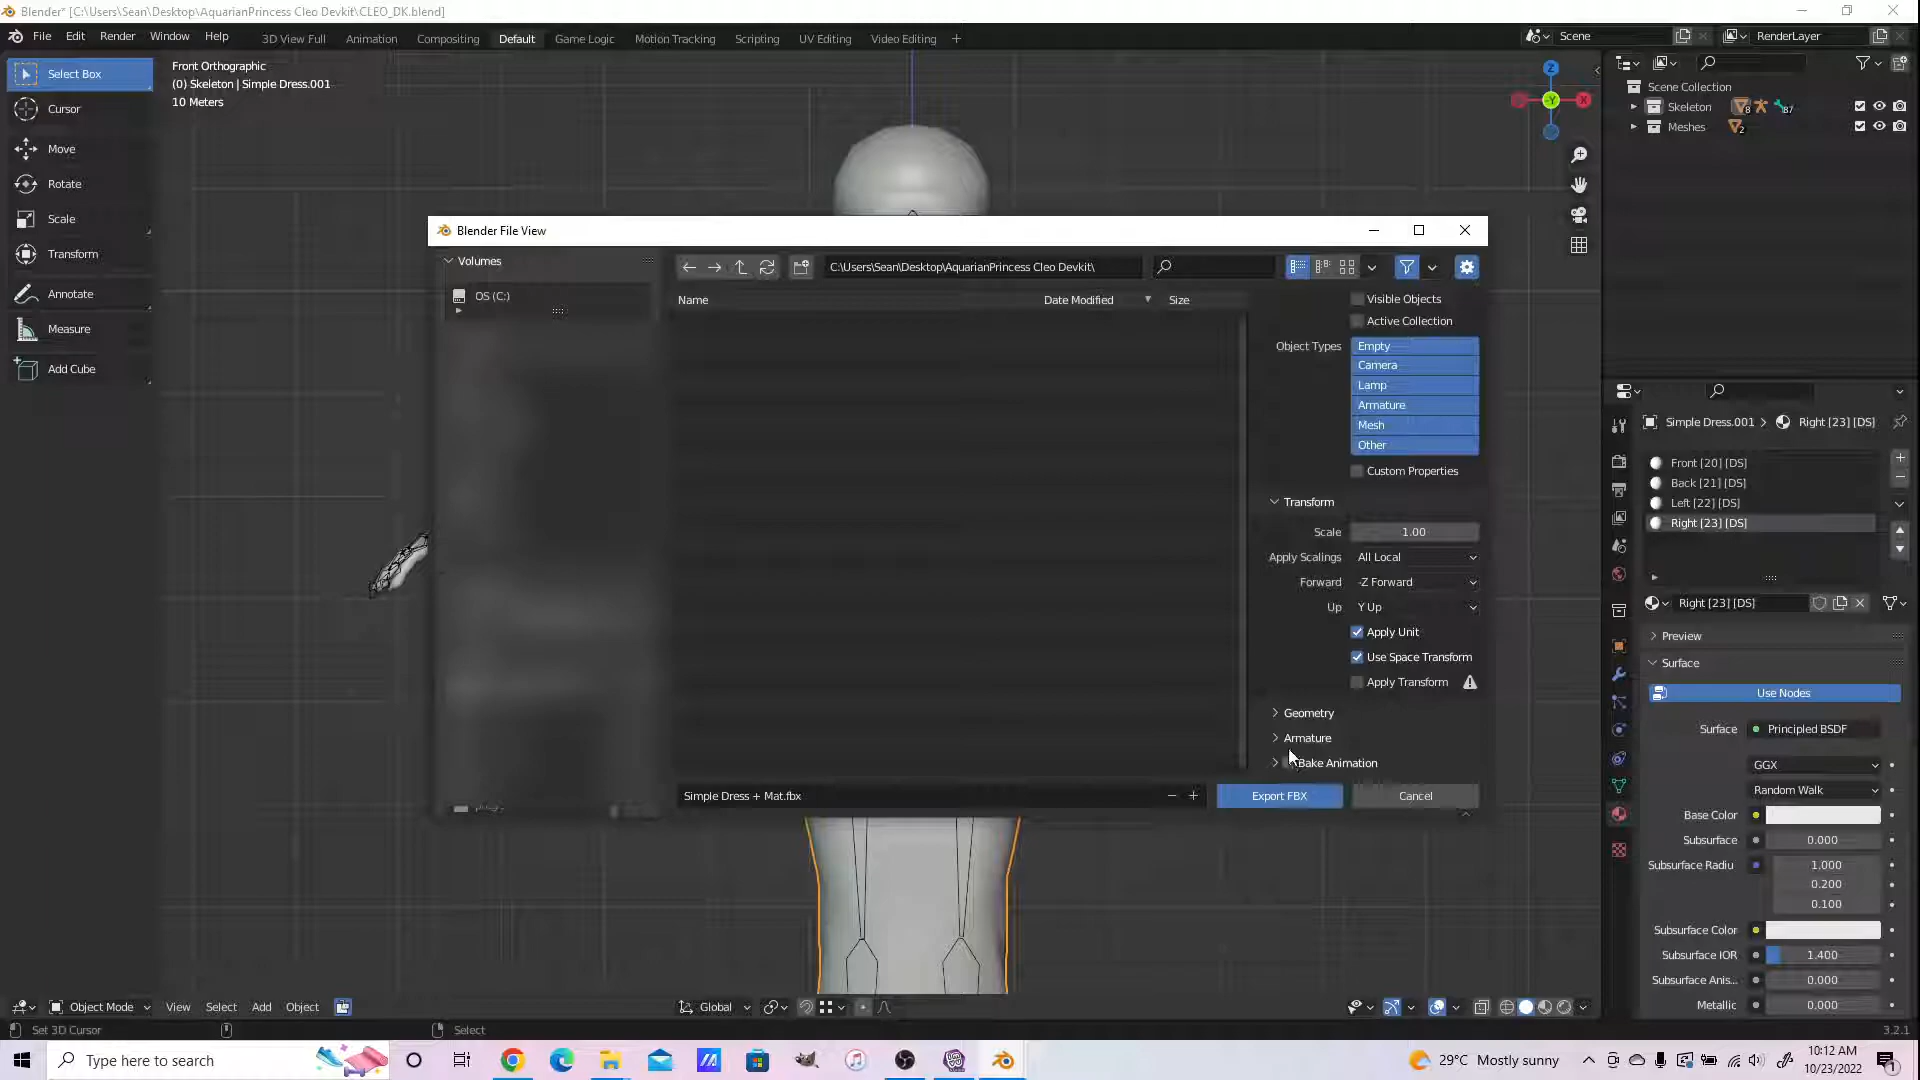 Blender* [C:\Users\Sean\Desktop\AquarianPrincess Cleo Devkit\CLEO_DK.blend]
File Edit Render Window Help
3D View Full Animation Compositing Default Game Logic Motion Tracking Scripting UV Editing Video Editing +
Scene
RenderLayer
Select Box
Cursor
Move
Rotate
Scale
Transform
Annotate
Measure
Add Cube
Front Orthographic
(0) Skeleton | Simple Dress.001
10 Meters
Z
Y
X
Scene Collection
Skeleton 8 87
Meshes 2
Blender File View
Volumes
OS (C:)
C:\Users\Sean\Desktop\AquarianPrincess Cleo Devkit\
Name Date Modified Size
Visible Objects
Active Collection
Object Types
Empty
Camera
Lamp
Armature
Mesh
Other
Custom Properties
Transform
Scale 1.00
Apply Scalings All Local
Forward -Z Forward
Up Y Up
Apply Unit
Use Space Transform
Apply Transform
Geometry
Armature
Bake Animation
Simple Dress + Mat.fbx
Export FBX
Cancel
Simple Dress.001 > Right [23] [DS]
Front [20] [DS]
Back [21] [DS]
Left [22] [DS]
Right [23] [DS]
Right [23] [DS]
Preview
Surface
Use Nodes
Surface Principled BSDF
GGX
Random Walk
Base Color
Subsurface 0.000
Subsurface Radiu 1.000
0.200
0.100
Subsurface Color
Subsurface IOR 1.400
Subsurface Anis... 0.000
Metallic 0.000
Object Mode View Select Add Object
Global
Set 3D Cursor
Select
3.2.1
Type here to search
29°C Mostly sunny
10:12 AM
10/23/2022
1